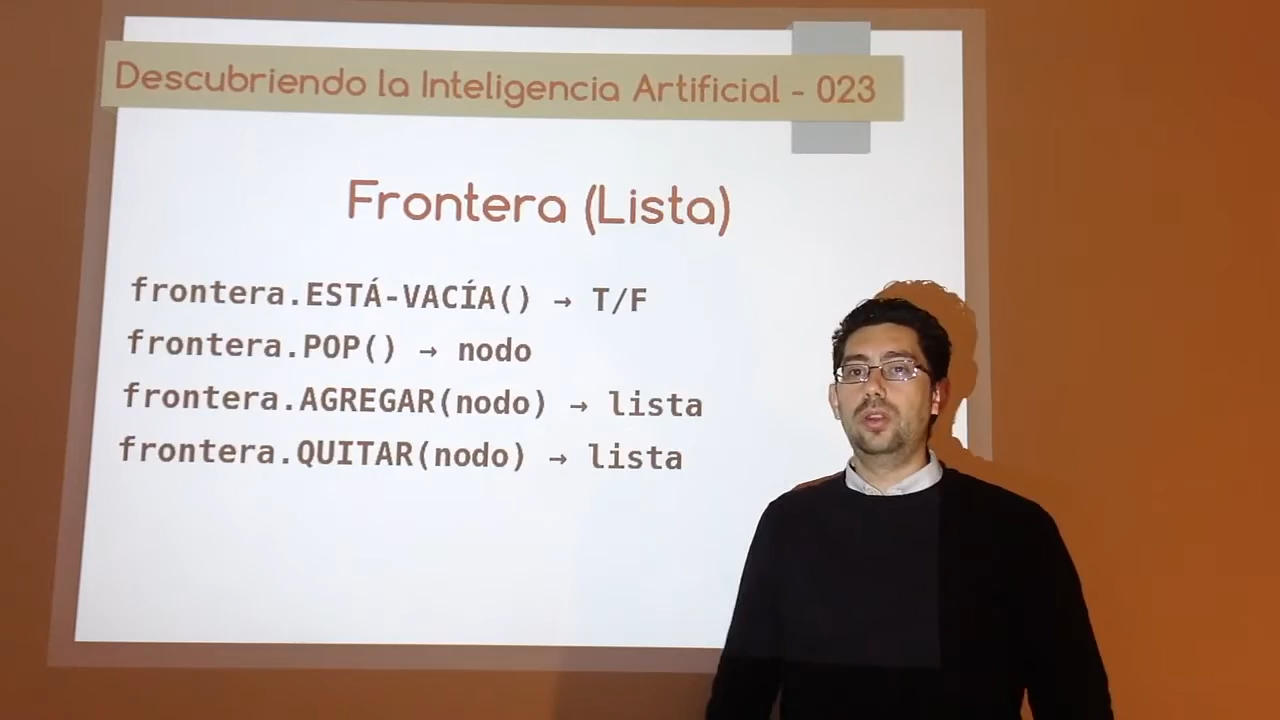 Descubriendo la Inteligencia Artificial - 023
Frontera (Lista)
frontera.ESTÁ-VACÍA() → T/F
frontera.POP() → nodo
frontera.AGREGAR(nodo) → lista
frontera.QUITAR(nodo) → lista